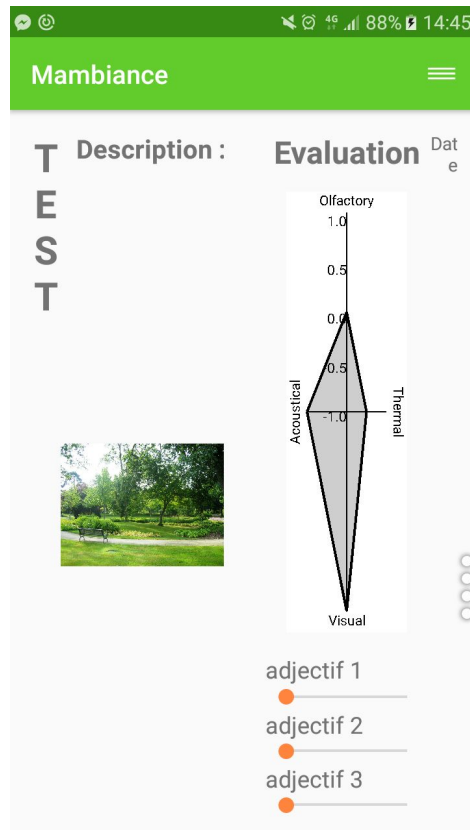 4G 88% 14:45
Mambiance
T
E
S
T
Description :
Evaluation
Dat
e
Olfactory
1.0
0.5
0.0
-0.5
-1.0
Acoustical
Thermal
Visual
adjectif 1
adjectif 2
adjectif 3